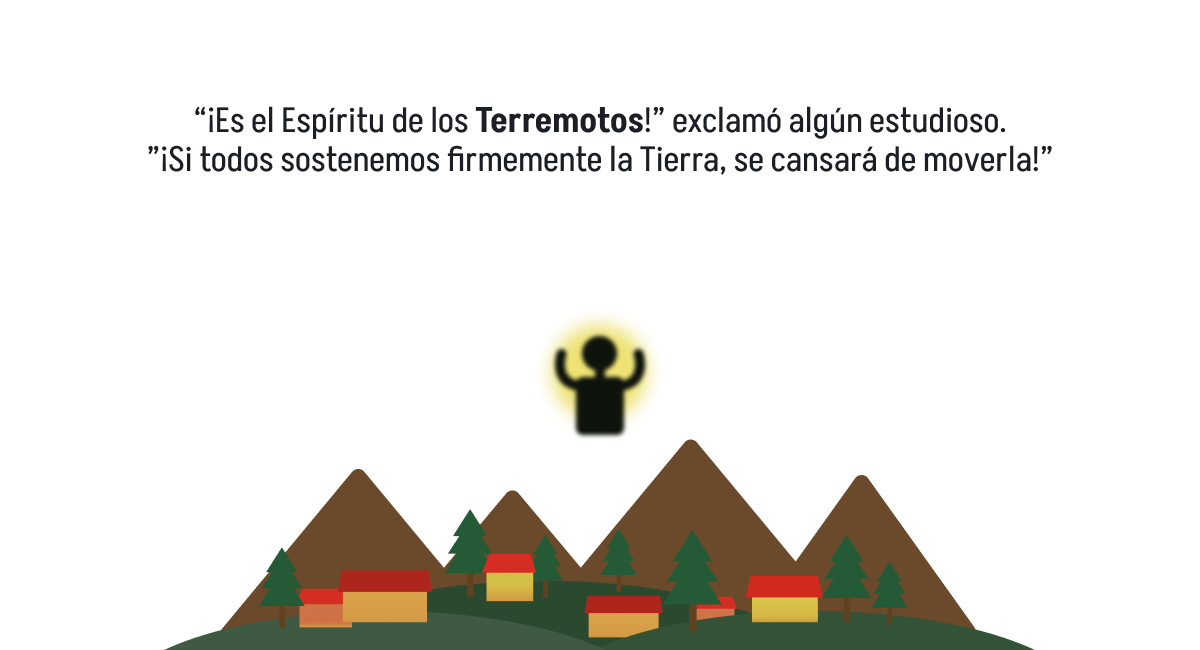 “¡Es el Espíritu de los Terremotos!” exclamó algún estudioso.
”¡Si todos sostenemos firmemente la Tierra, se cansará de moverla!”